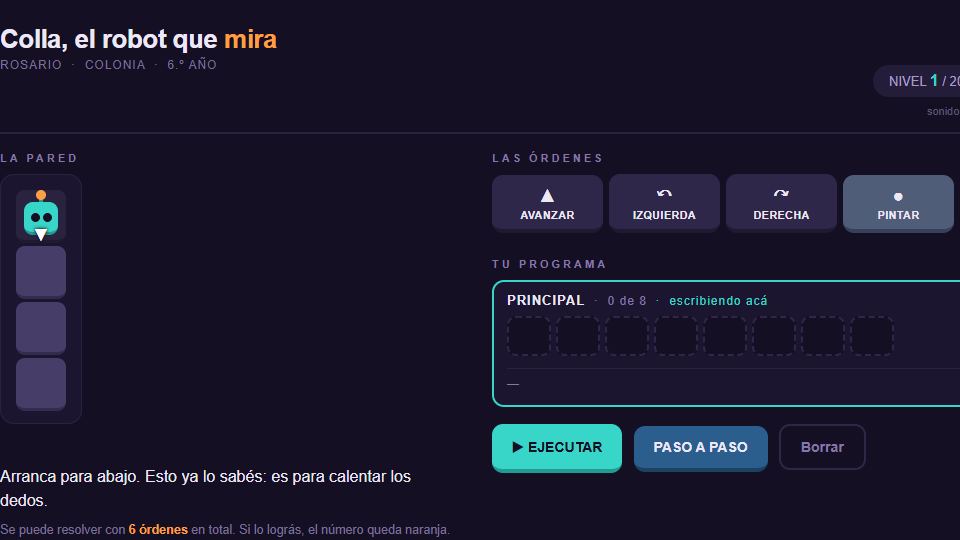 Colla, el robot que mira
ROSARIO · COLONIA · 6.º AÑO
NIVEL 1 / 20
sonido
LA PARED
LAS ÓRDENES
AVANZAR
IZQUIERDA
DERECHA
PINTAR
TU PROGRAMA
PRINCIPAL · 0 de 8 · escribiendo acá
—
▶ EJECUTAR
PASO A PASO
Borrar
Arranca para abajo. Esto ya lo sabés: es para calentar los
dedos.
Se puede resolver con 6 órdenes en total. Si lo lográs, el número queda naranja.